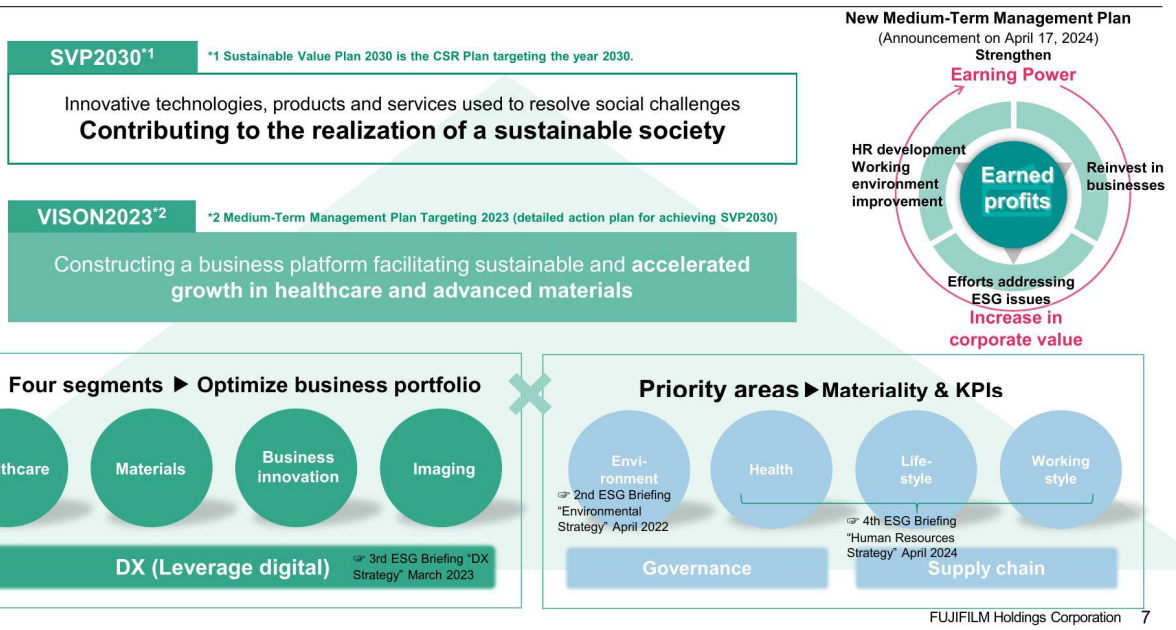 New Medium-Term Management Plan
(Announcement on April 17, 2024)
Strengthen
Earning Power
HR development
Working
environment
improvement
Earned
profits
Reinvest in
businesses
Efforts addressing
ESG issues
Increase in
corporate value
SVP2030*1
*1 Sustainable Value Plan 2030 is the CSR Plan targeting the year 2030.
Innovative technologies, products and services used to resolve social challenges
Contributing to the realization of a sustainable society
VISON2023*2
*2 Medium-Term Management Plan Targeting 2023 (detailed action plan for achieving SVP2030)
Constructing a business platform facilitating sustainable and accelerated
growth in healthcare and advanced materials
Four segments ▶ Optimize business portfolio
thcare
Materials
Business
innovation
Imaging
DX (Leverage digital)
☞ 3rd ESG Briefing “DX
Strategy” March 2023
Priority areas ▶ Materiality & KPIs
Envi-
ronment
Health
Life-
style
Working
style
☞ 2nd ESG Briefing
“Environmental
Strategy” April 2022
☞ 4th ESG Briefing
“Human Resources
Strategy” April 2024
Governance
Supply chain
FUJIFILM Holdings Corporation 7